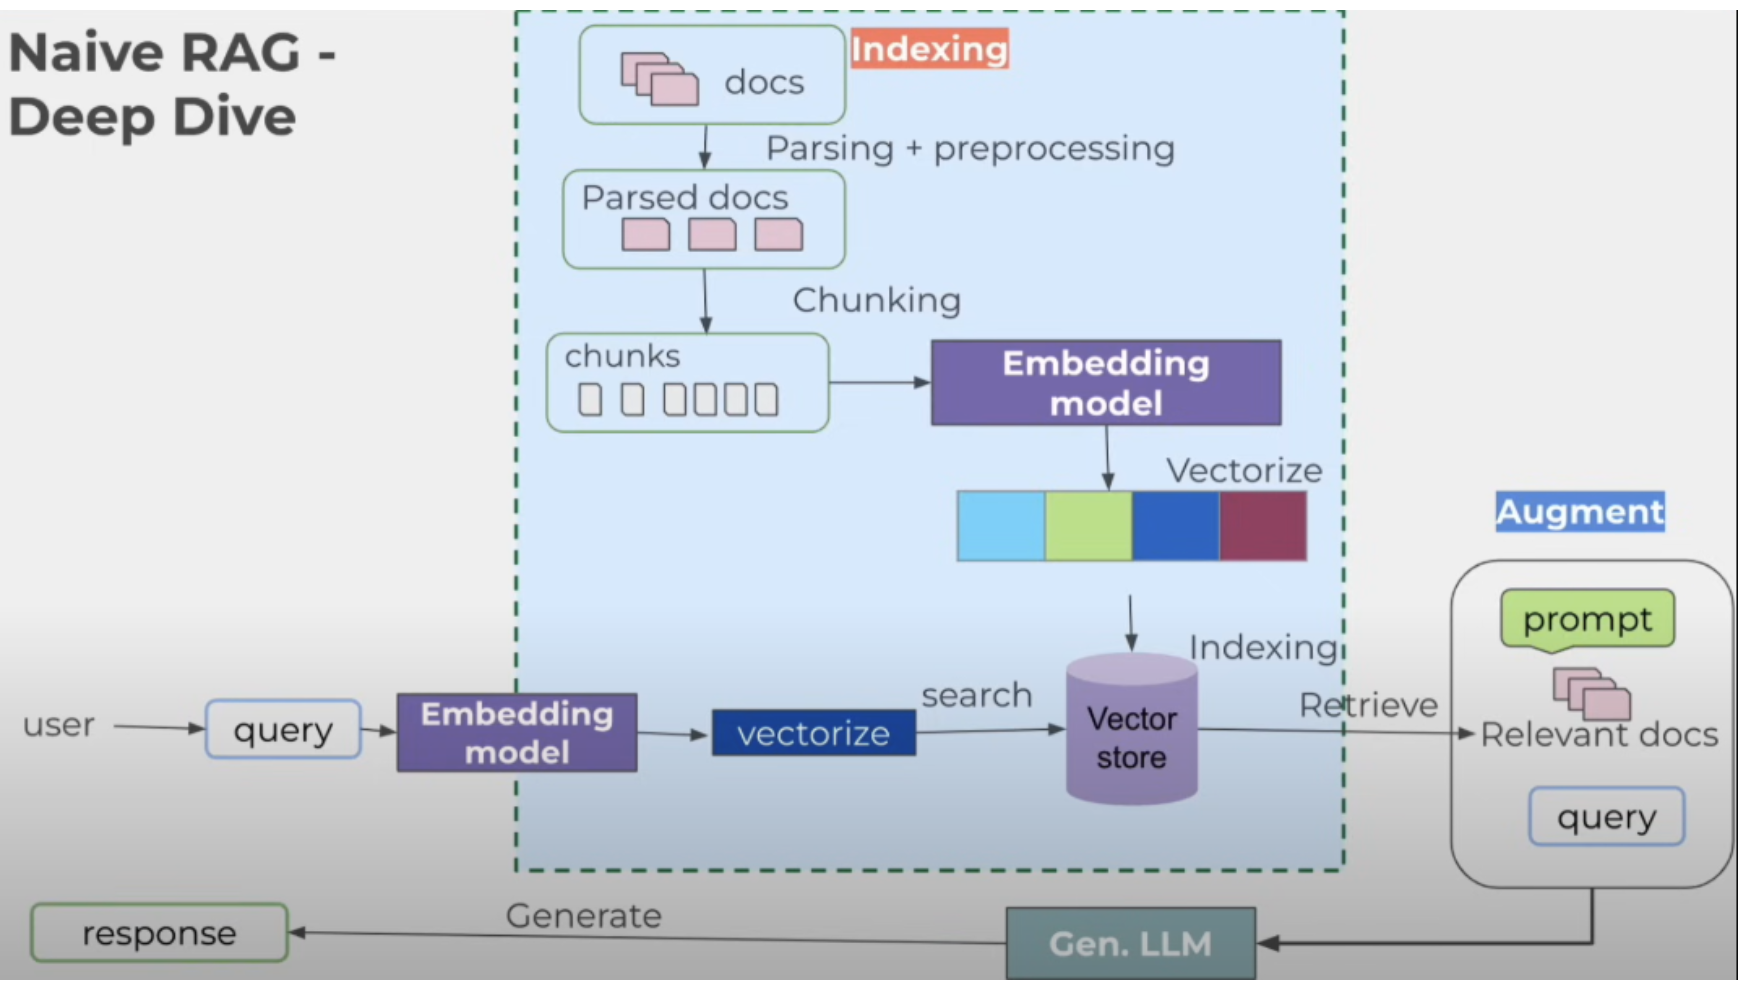 Naive RAG -
Deep Dive
Indexing
docs
Parsing + preprocessing
Parsed docs
Chunking
chunks
Embedding
model
Vectorize
Augment
prompt
Indexing
user
query
Embedding
model
vectorize
search
Vector
store
Retrieve
Relevant docs
query
response
Generate
Gen. LLM